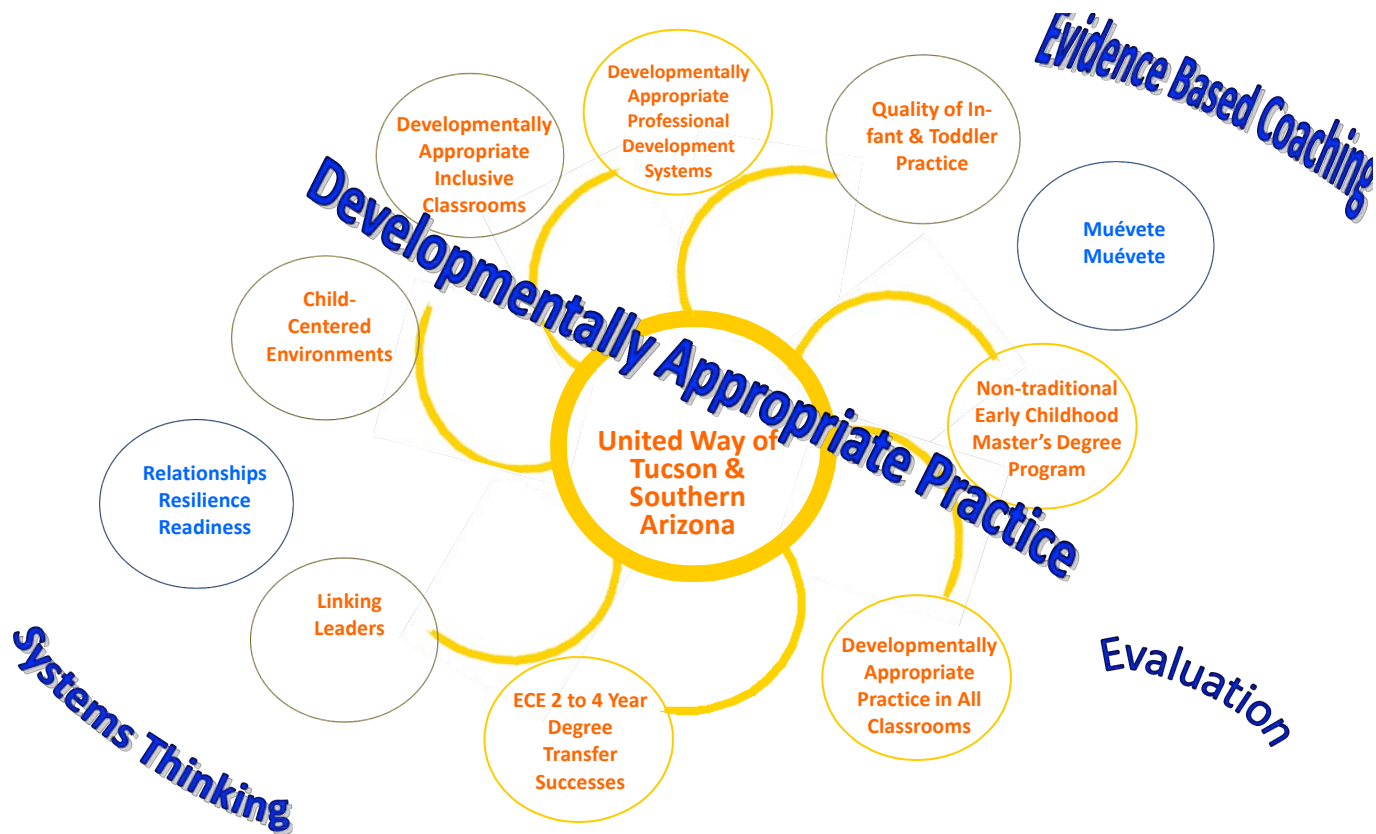 Evidence Based Coaching
Developmentally
Appropriate
Professional
Development
Systems
Quality of In-
fant & Toddler
Practice
Developmentally
Appropriate
Inclusive
Classrooms
Muévete
Muévete
Developmentally Appropriate Practice
Child-
Centered
Environments
Non-traditional
Early Childhood
Master’s Degree
Program
United Way of
Tucson &
Southern
Arizona
Relationships
Resilience
Readiness
Linking
Leaders
Developmentally
Appropriate
Practice in All
Classrooms
Evaluation
ECE 2 to 4 Year
Degree
Transfer
Successes
Systems Thinking